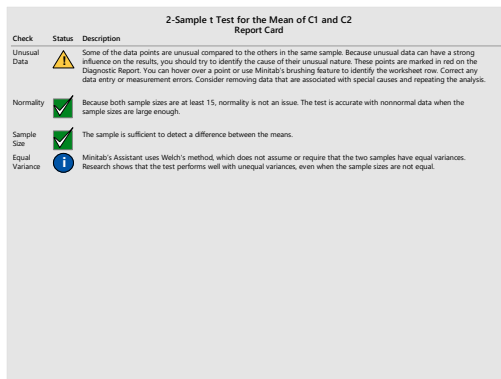 2-Sample t Test for the Mean of C1 and C2
Report Card
Check Status Description
Unusual Data
Some of the data points are unusual compared to the others in the same sample. Because unusual data can have a strong
influence on the results, you should try to identify the cause of their unusual nature. These points are marked in red on the
Diagnostic Report. You can hover over a point or use Minitab's brushing feature to identify the worksheet row. Correct any
data entry or measurement errors. Consider removing data that are associated with special causes and repeating the analysis.
Normality
Because both sample sizes are at least 15, normality is not an issue. The test is accurate with nonnormal data when the
sample sizes are large enough.
Sample
Size
The sample is sufficient to detect a difference between the means.
Equal
Variance
i
Minitab's Assistant uses Welch's method, which does not assume or require that the two samples have equal variances.
Research shows that the test performs well with unequal variances, even when the sample sizes are not equal.